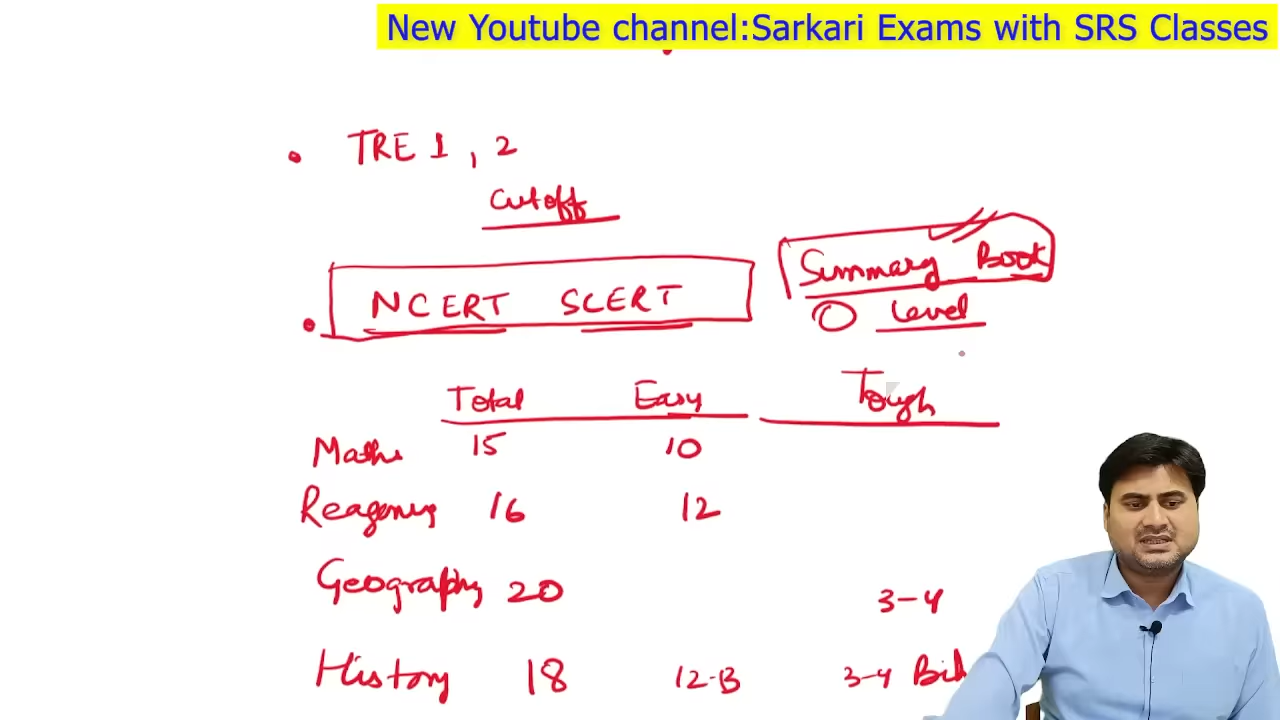 New Youtube channel:Sarkari Exams with SRS Classes
TRE 1, 2
Cutoff
NCERT SCERT
Summary Book
O Level
Total Easy Tough
Maths 15 10
Reasoning 16 12
Geography 20 3-4
History 18 12-13 3-4